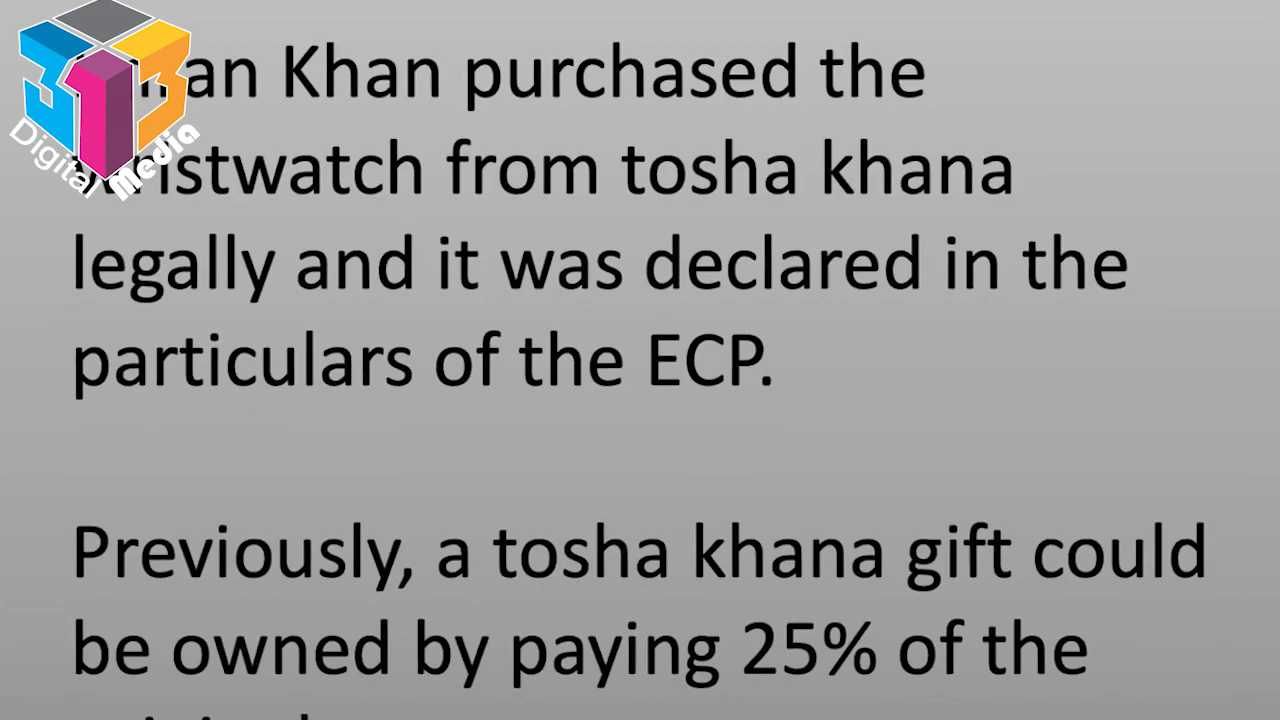 313
Digital Media
Khan purchased the
from tosha khana
legally and it was declared in the
particulars of the ECP.
Previously, a tosha khana gift could
be owned by paying 25% of the